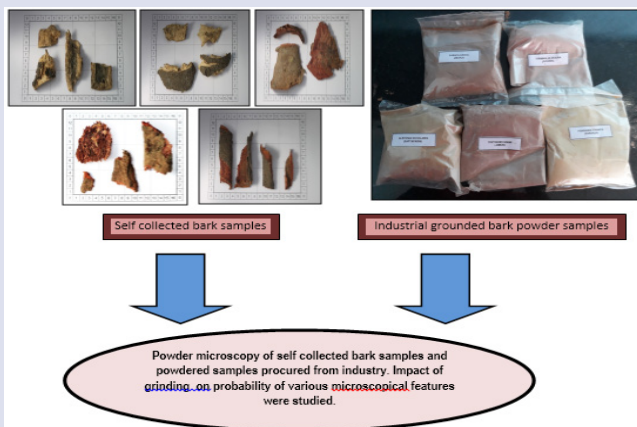 Self collected bark samples
Industrial grounded bark powder samples
Powder microscopy of self collected bark samples and
powdered samples procured from industry. Impact of
grinding on probability of various microscopical features
were studied.